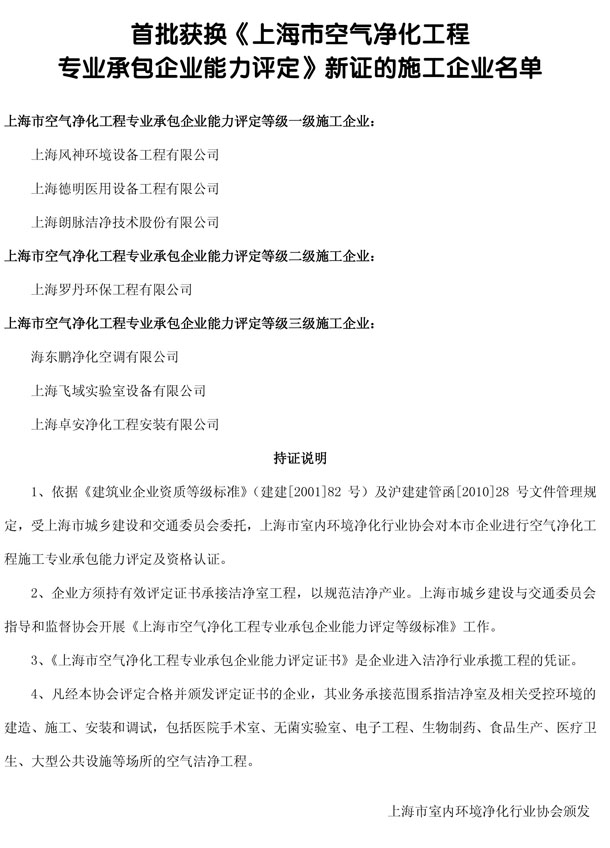 首批获换《上海市空气净化工程
专业承包企业能力评定》新证的施工企业名单
上海市空气净化工程专业承包企业能力评定等级一级施工企业：
上海风神环境设备工程有限公司
上海德明医用设备工程有限公司
上海朗脉洁净技术股份有限公司
上海市空气净化工程专业承包企业能力评定等级二级施工企业：
上海罗丹环保工程有限公司
上海市空气净化工程专业承包企业能力评定等级三级施工企业：
海东鹏净化空调有限公司
上海飞域实验室设备有限公司
上海卓安净化工程安装有限公司
持证说明
1、依据《建筑业企业资质等级标准》（建建[2001]82 号）及沪建建管函[2010]28 号文件管理规
定，受上海市城乡建设和交通委员会委托，上海市室内环境净化行业协会对本市企业进行空气净化工
程施工专业承包能力评定及资格认证。
2、企业方须持有效评定证书承接洁净室工程，以规范洁净产业。上海市城乡建设与交通委员会
指导和监督协会开展《上海市空气净化工程专业承包企业能力评定等级标准》工作。
3、《上海市空气净化工程专业承包企业能力评定证书》是企业进入洁净行业承揽工程的凭证。
4、凡经本协会评定合格并颁发评定证书的企业，其业务承接范围系指洁净室及相关受控环境的
建造、施工、安装和调试，包括医院手术室、无菌实验室、电子工程、生物制药、食品生产、医疗卫
生、大型公共设施等场所的空气洁净工程。
上海市室内环境净化行业协会颁发